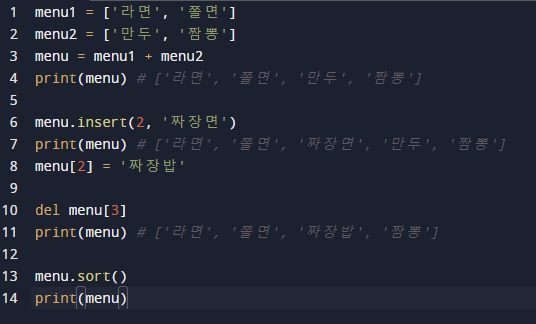 1 menu1 = ['라면', '쫄면']
2 menu2 = ['만두', '짬뽕']
3 menu = menu1 + menu2
4 print(menu) # ['라면', '쫄면', '만두', '짬뽕']
5
6 menu.insert(2, '짜장면')
7 print(menu) # ['라면', '쫄면', '짜장면', '만두', '짬뽕']
8 menu[2] = '짜장밥'
9
10 del menu[3]
11 print(menu) # ['라면', '쫄면', '짜장밥', '짬뽕']
12
13 menu.sort()
14 print(menu)